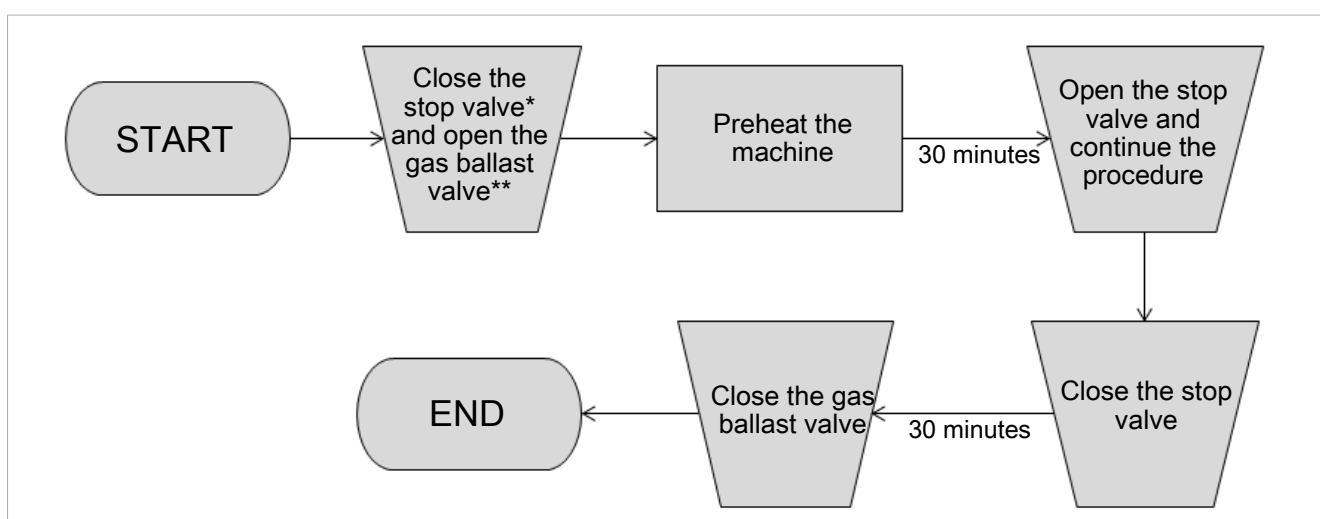 START
Close the
stop valve*
and open the
gas ballast
valve**
Preheat the
machine
30 minutes
Open the stop
valve and
continue the
procedure
Close the stop
valve
30 minutes
Close the gas
ballast valve
END